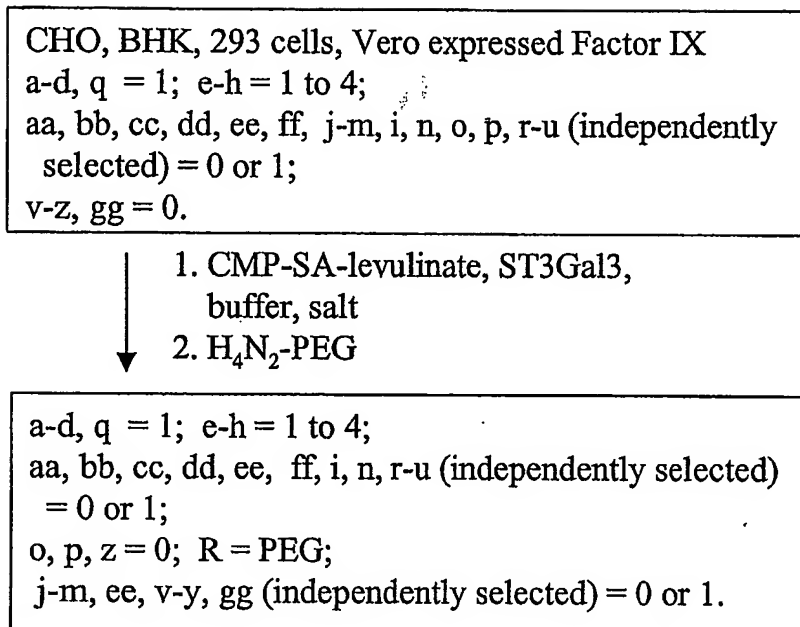 CHO, BHK, 293 cells, Vero expressed Factor IX
a-d, q = 1; e-h = 1 to 4;
aa, bb, cc, dd, ee, ff, j-m, i, n, o, p, r-u (independently
selected) = 0 or 1;
v-z, gg = 0.
1. CMP-SA-levulinate, ST3Gal3,
buffer, salt
2. H₄N₂-PEG
a-d, q = 1; e-h = 1 to 4;
aa, bb, cc, dd, ee, ff, i, n, r-u (independently selected)
= 0 or 1;
o, p, z = 0; R = PEG;
j-m, ee, v-y, gg (independently selected) = 0 or 1.